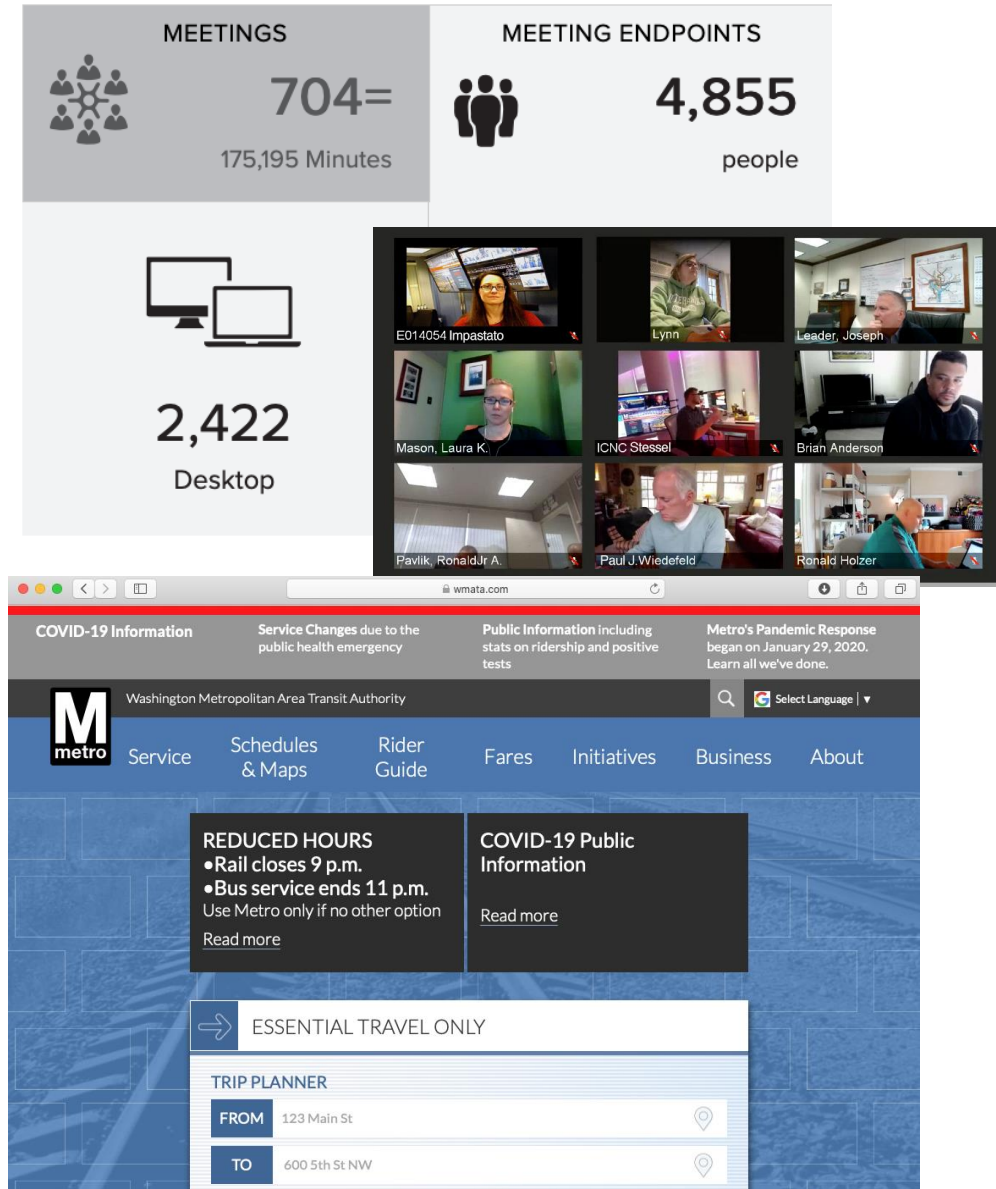 MEETINGS
704=
175,195 Minutes
MEETING ENDPOINTS
4,855
people
2,422
Desktop
E014054 Impastato
Lynn
Leader, Joseph
Mason, Laura K.
ICNC Stessel
Brian Anderson
Pavlik, RonaldJr A.
Paul J.Wiedefeld
Ronald Holzer
wmata.com
COVID-19 Information
Service Changes due to the
public health emergency
Public Information including
stats on ridership and positive
tests
Metro's Pandemic Response
began on January 29, 2020.
Learn all we've done.
M
metro
Washington Metropolitan Area Transit Authority
G Select Language
Service
Schedules
& Maps
Rider
Guide
Fares
Initiatives
Business
About
REDUCED HOURS
•Rail closes 9 p.m.
•Bus service ends 11 p.m.
Use Metro only if no other option
Read more
COVID-19 Public
Information
Read more
ESSENTIAL TRAVEL ONLY
TRIP PLANNER
FROM 123 Main St
TO 600 5th St NW